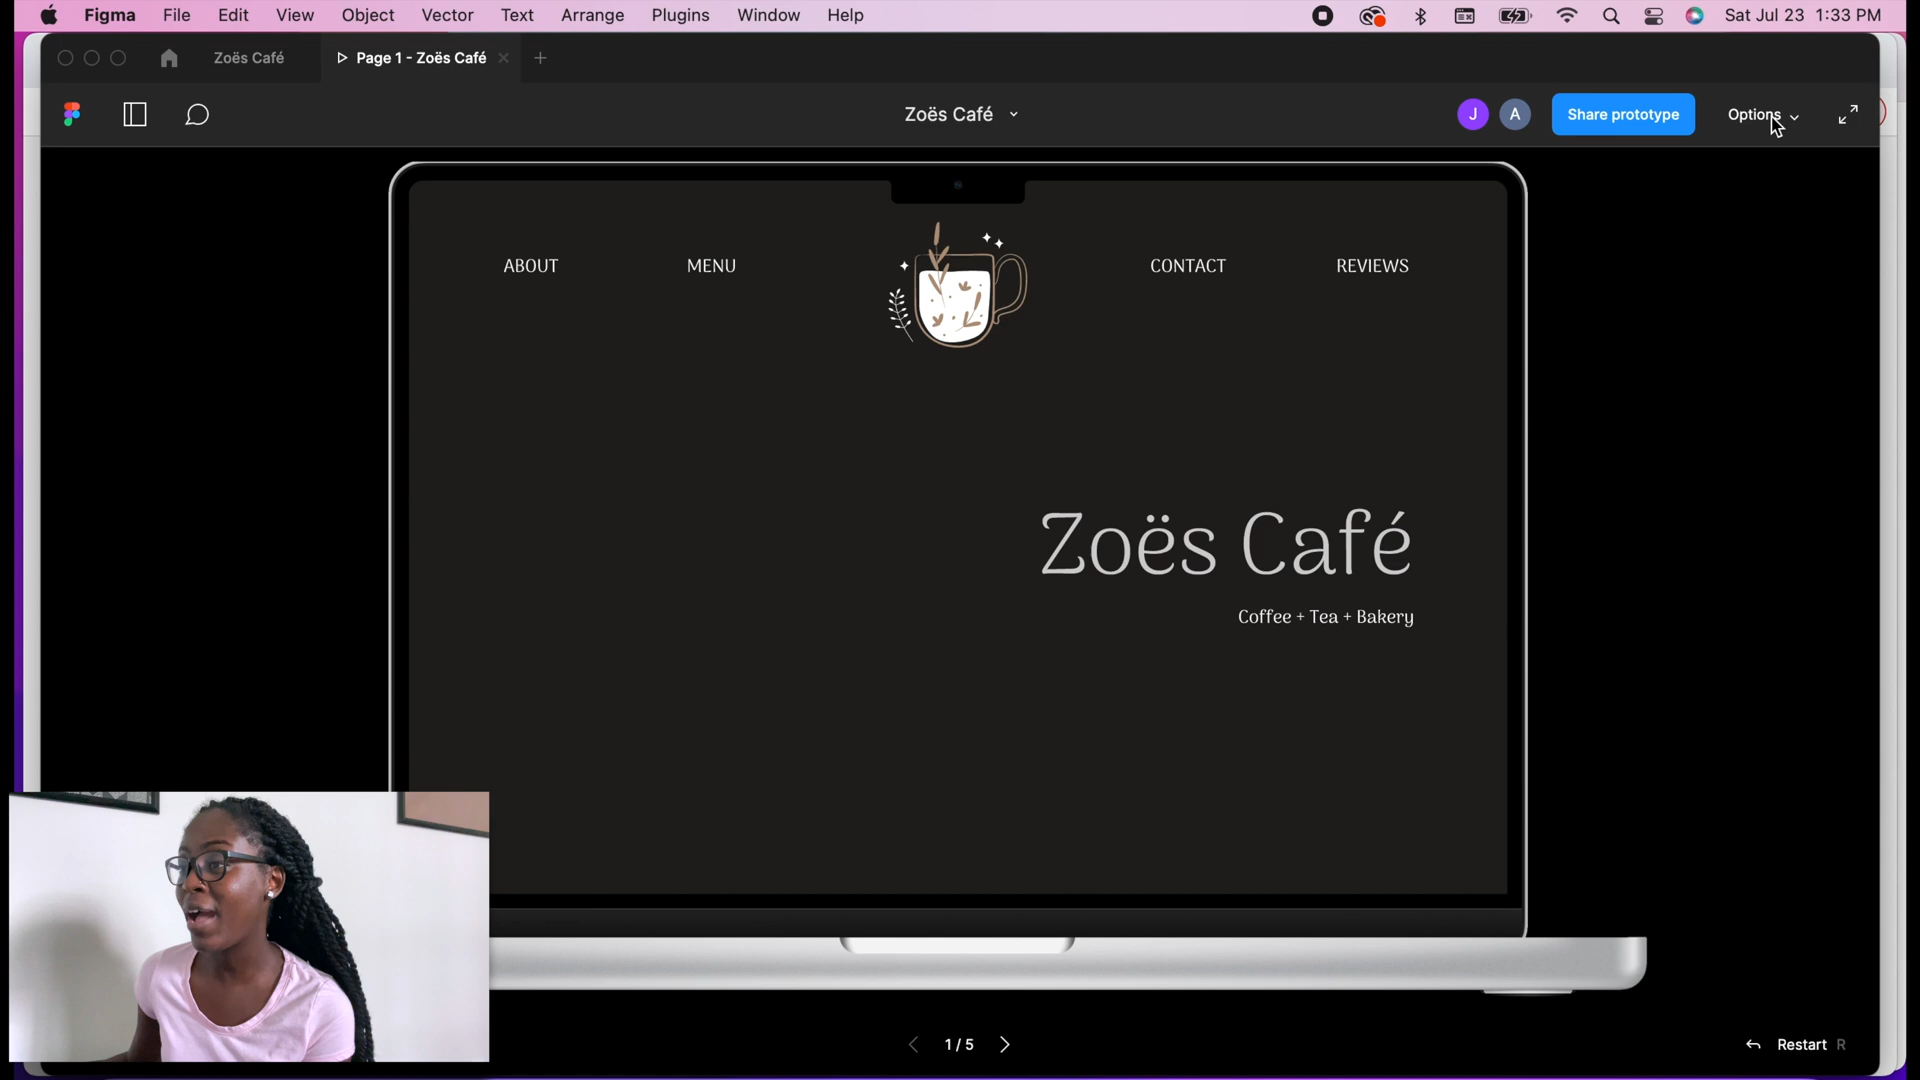 Figma File Edit View Object Vector Text Arrange Plugins Window Help Sat Jul 23 1:33 PM
Zoës Café Page 1 - Zoës Café
Zoës Café J A Share prototype Options
ABOUT MENU CONTACT REVIEWS
Zoës Café
Coffee + Tea + Bakery
1 / 5 Restart R